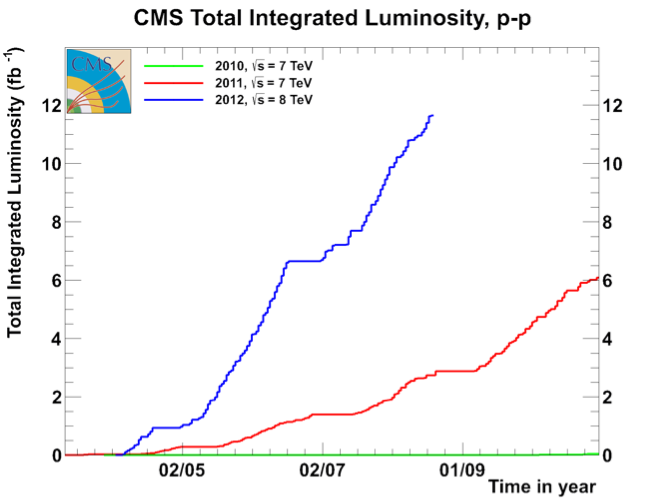 CMS Total Integrated Luminosity, p-p
Total Integrated Luminosity (fb⁻¹)
CMS
2010, √s = 7 TeV
2011, √s = 7 TeV
2012, √s = 8 TeV
12 12
10 10
8 8
6 6
4 4
2 2
0 0
02/05 02/07 01/09
Time in year